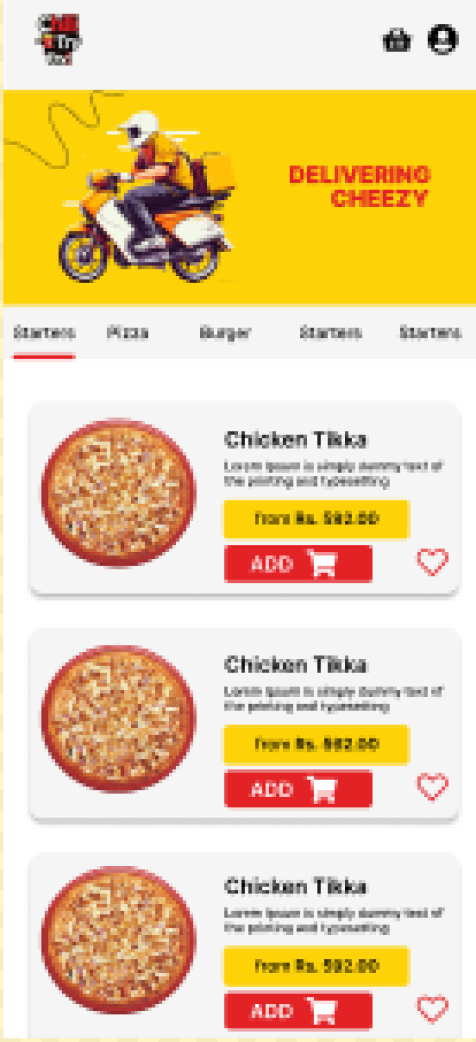 DELIVERING
CHEEZY
Starters Pizza Burger Starters Starters
Chicken Tikka
Lorem Ipsum is simply dummy text of
the printing and typesetting
from Rs. 592.00
ADD
Chicken Tikka
Lorem Ipsum is simply dummy text of
the printing and typesetting
from Rs. 592.00
ADD
Chicken Tikka
Lorem Ipsum is simply dummy text of
the printing and typesetting
from Rs. 592.00
ADD